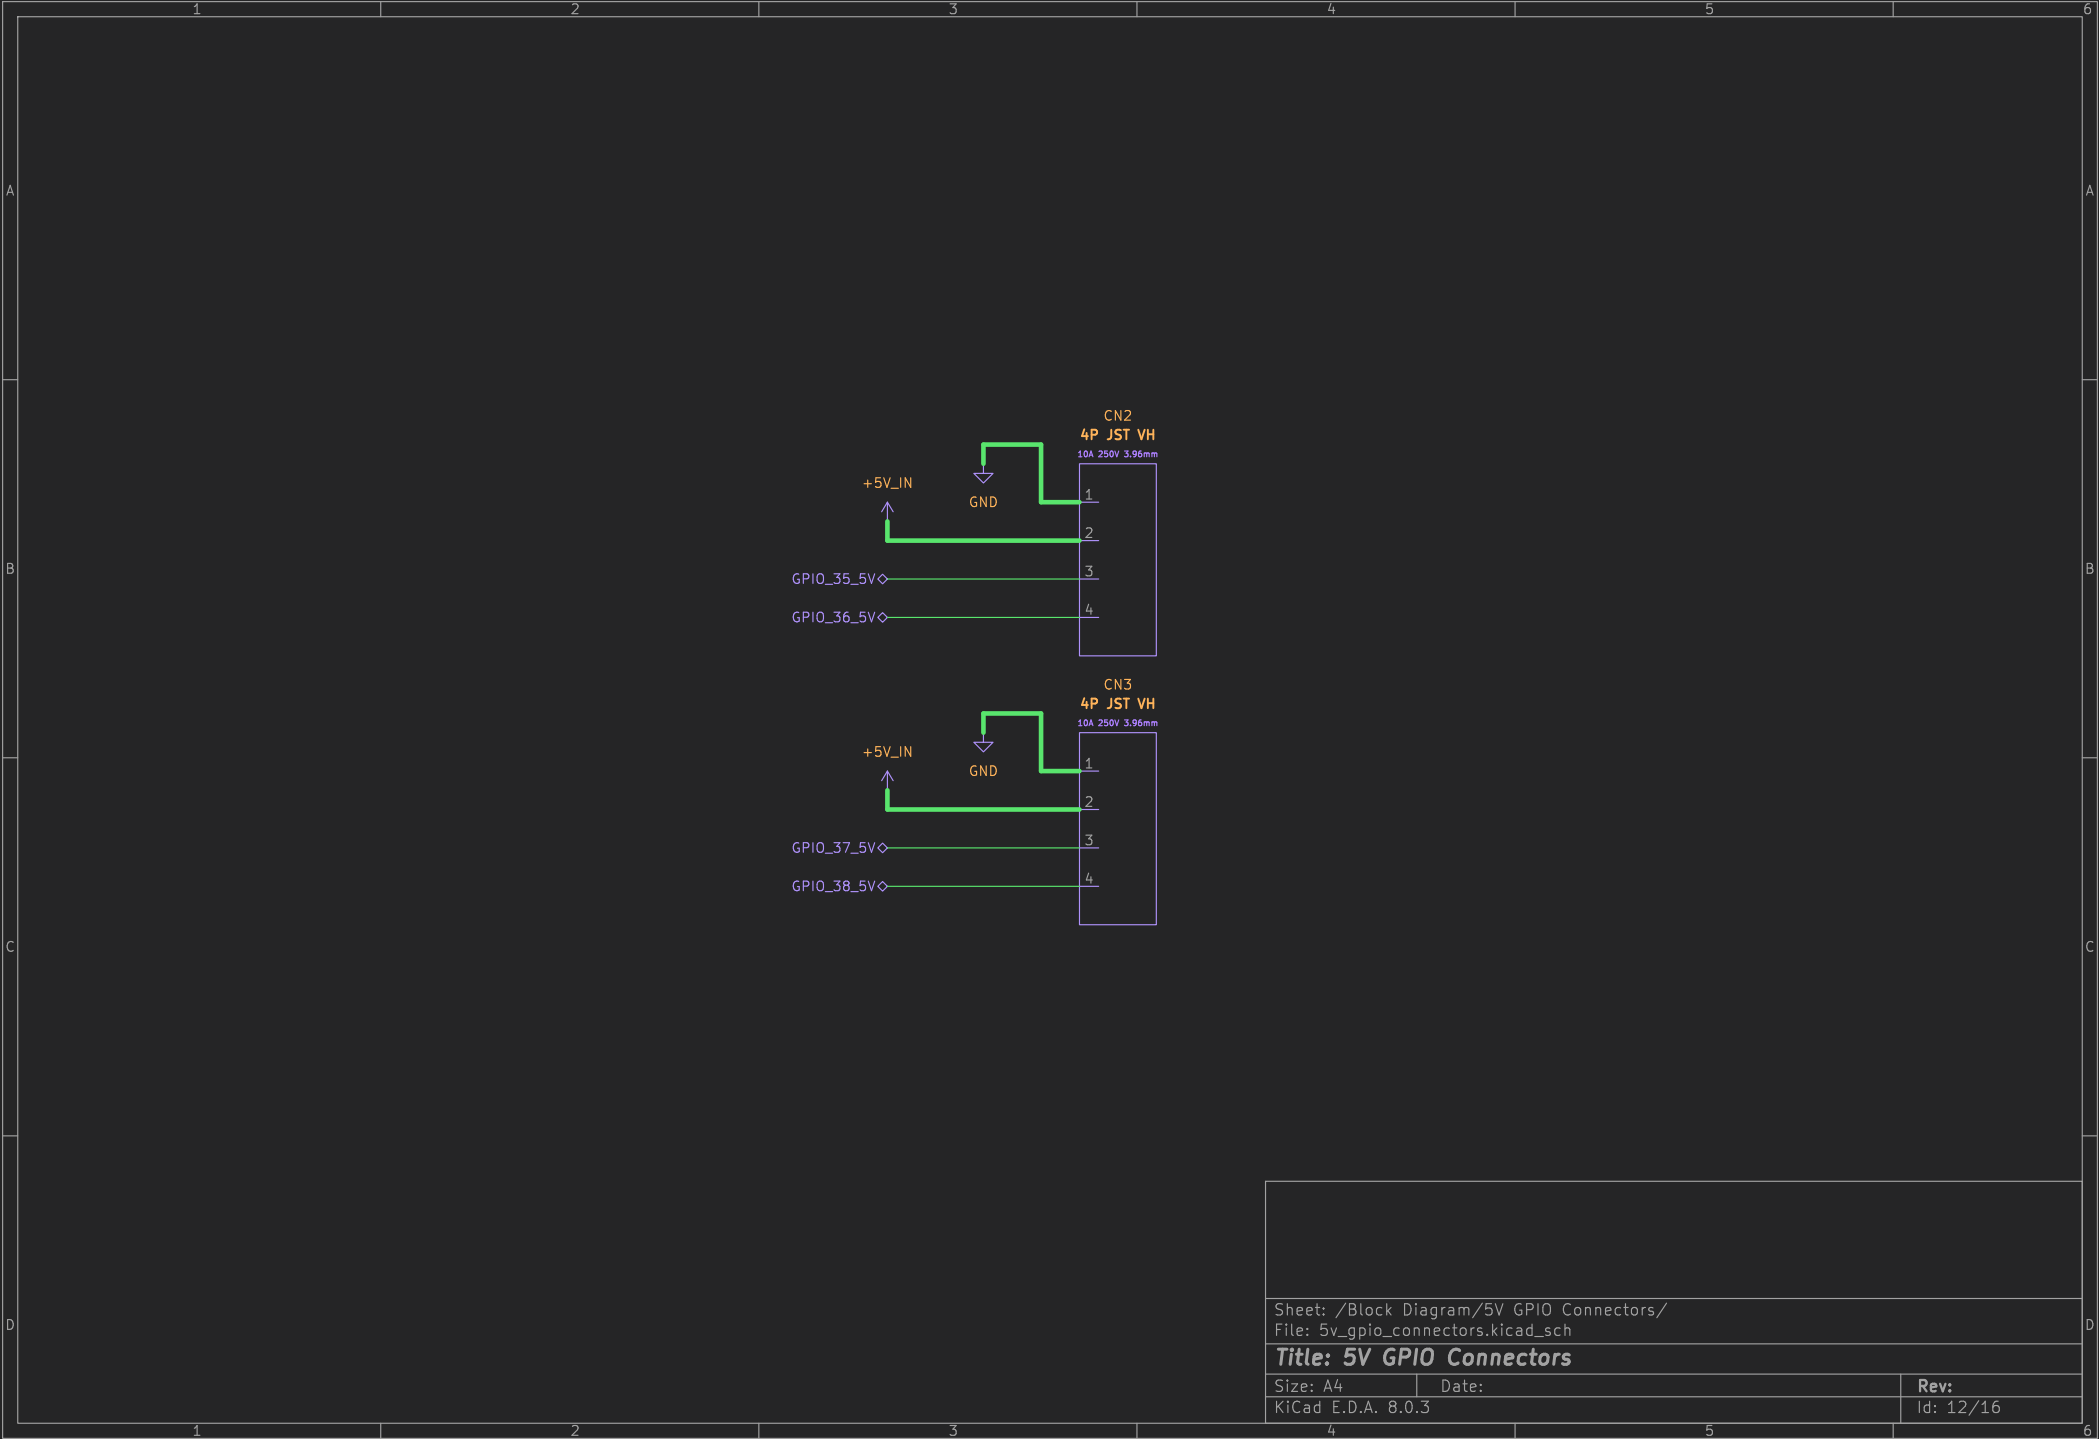 1 2 3 4 5 6
A A
CN2
4P JST VH
10A 250V 3.96mm
+5V_IN
GND
1
2
GPIO_35_5V 3
GPIO_36_5V 4
B B
CN3
4P JST VH
10A 250V 3.96mm
+5V_IN
GND
1
2
GPIO_37_5V 3
GPIO_38_5V 4
C C
Sheet: /Block Diagram/5V GPIO Connectors/
File: 5v_gpio_connectors.kicad_sch
D D
Title: 5V GPIO Connectors
Size: A4 Date: Rev:
KiCad E.D.A. 8.0.3 Id: 12/16
1 2 3 4 5 6